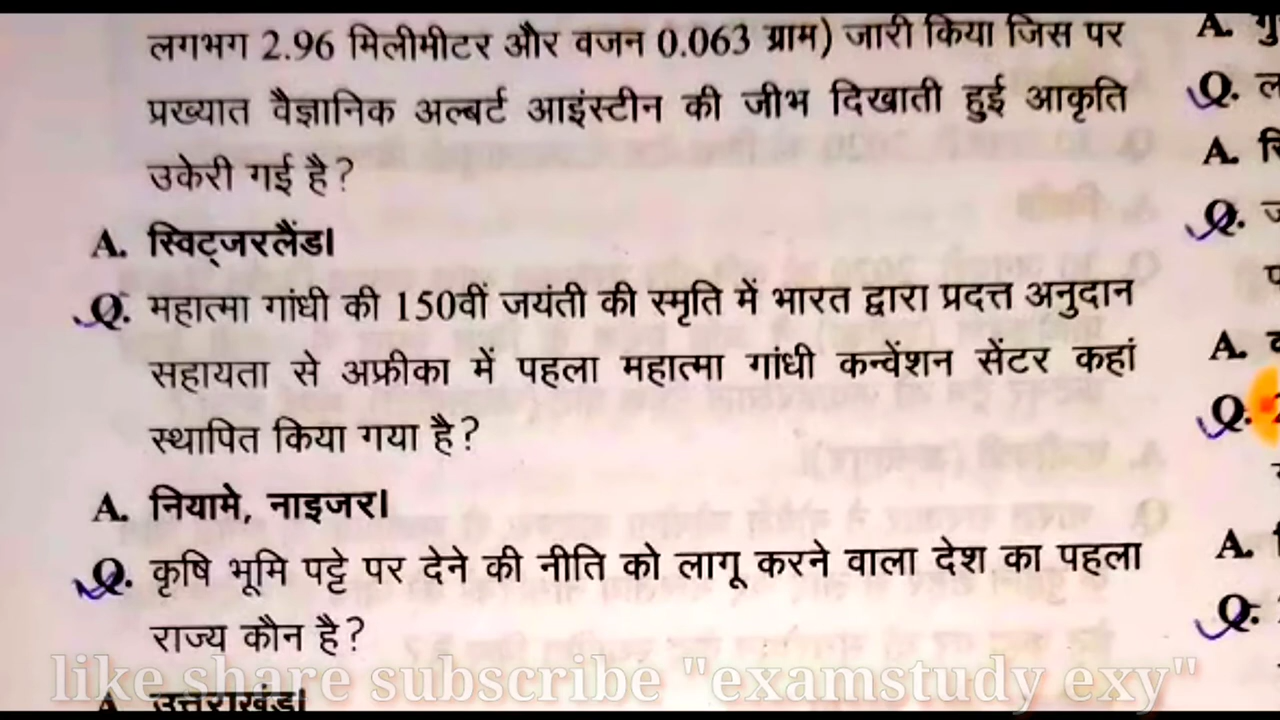 लगभग 2.96 मिलीमीटर और वजन 0.063 ग्राम) जारी किया जिस पर
प्रख्यात वैज्ञानिक अल्बर्ट आइंस्टीन की जीभ दिखाती हुई आकृति
उकेरी गई है?
A. स्विट्जरलैंड।
Q. महात्मा गांधी की 150वीं जयंती की स्मृति में भारत द्वारा प्रदत्त अनुदान
सहायता से अफ्रीका में पहला महात्मा गांधी कन्वेंशन सेंटर कहां
स्थापित किया गया है?
A. नियामे, नाइजर।
Q. कृषि भूमि पट्टे पर देने की नीति को लागू करने वाला देश का पहला
राज्य कौन है?
like share subscribe "examstudy exy"
A उत्तराखंड।
A.
Q.
A.
Q.
A.
Q.
A.
Q.